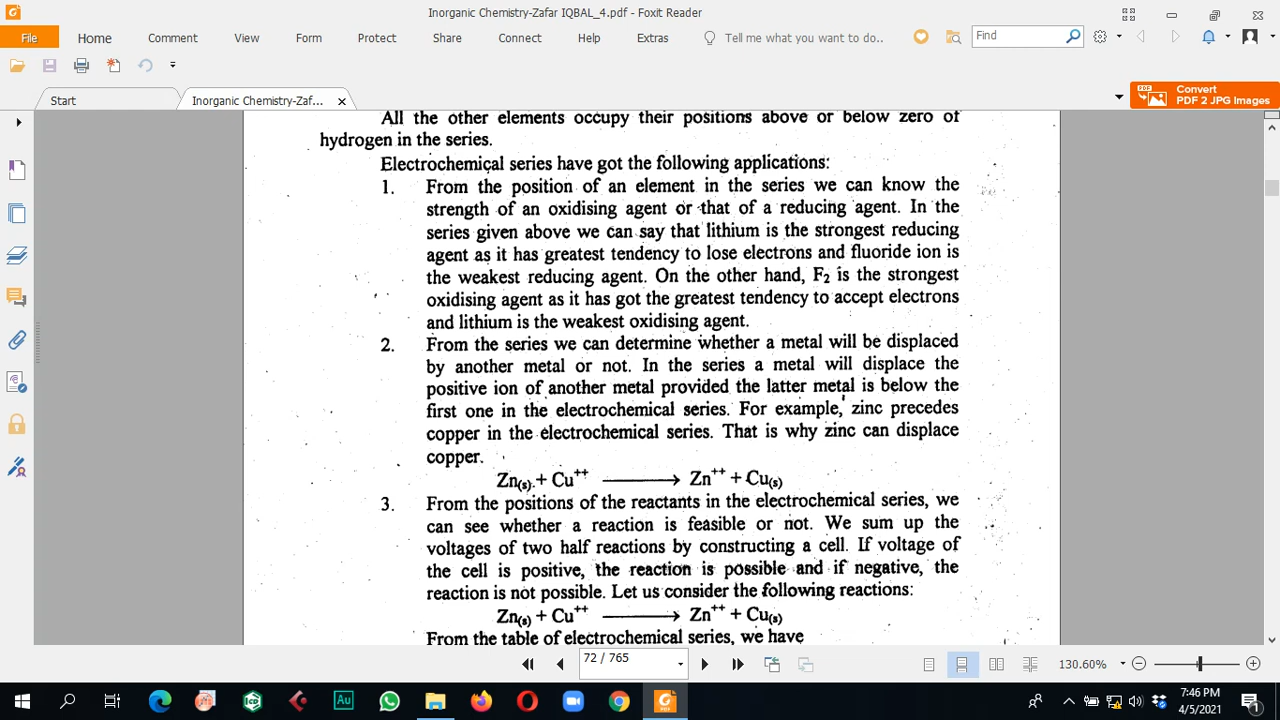 Inorganic Chemistry-Zafar IQBAL_4.pdf - Foxit Reader
File Home Comment View Form Protect Share Connect Help Extras Tell me what you want to do.. Find
Start Inorganic Chemistry-Zaf... Convert
PDF 2 JPG Images
All the other elements occupy their positions above or below zero of
hydrogen in the series.
Electrochemical series have got the following applications:
1. From the position of an element in the series we can know the
strength of an oxidising agent or that of a reducing agent. In the
series given above we can say that lithium is the strongest reducing
agent as it has greatest tendency to lose electrons and fluoride ion is
the weakest reducing agent. On the other hand, F₂ is the strongest
oxidising agent as it has got the greatest tendency to accept electrons
and lithium is the weakest oxidising agent.
2. From the series we can determine whether a metal will be displaced
by another metal or not. In the series a metal will displace the
positive ion of another metal provided the latter metal is below the
first one in the electrochemical series. For example, zinc precedes
copper in the electrochemical series. That is why zinc can displace
copper.
Zn(s) + Cu⁺⁺ ⟶ Zn⁺⁺ + Cu(s)
3. From the positions of the reactants in the electrochemical series, we
can see whether a reaction is feasible or not. We sum up the
voltages of two half reactions by constructing a cell. If voltage of
the cell is positive, the reaction is possible and if negative, the
reaction is not possible. Let us consider the following reactions:
Zn(s) + Cu⁺⁺ ⟶ Zn⁺⁺ + Cu(s)
From the table of electrochemical series, we have
72 / 765 130.60%
Au 7:46 PM
4/5/2021 1